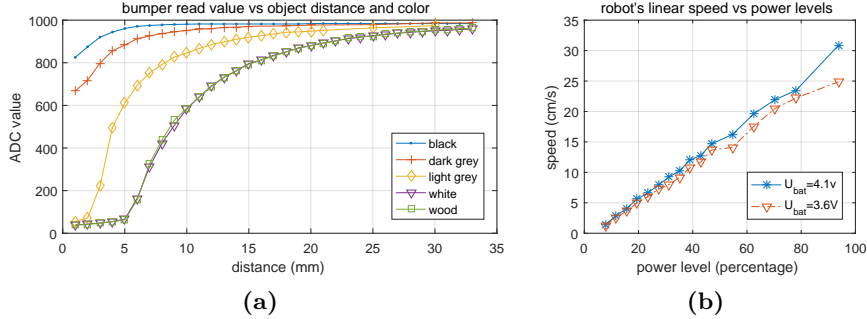 bumper read value vs object distance and color
1000
800
600
400
200
0
ADC value
0 5 10 15 20 25 30 35
distance (mm)
black
dark grey
light grey
white
wood
(a)
robot's linear speed vs power levels
35
30
25
20
15
10
5
0
speed (cm/s)
0 20 40 60 80 100
power level (percentage)
U_bat=4.1v
U_bat=3.6V
(b)